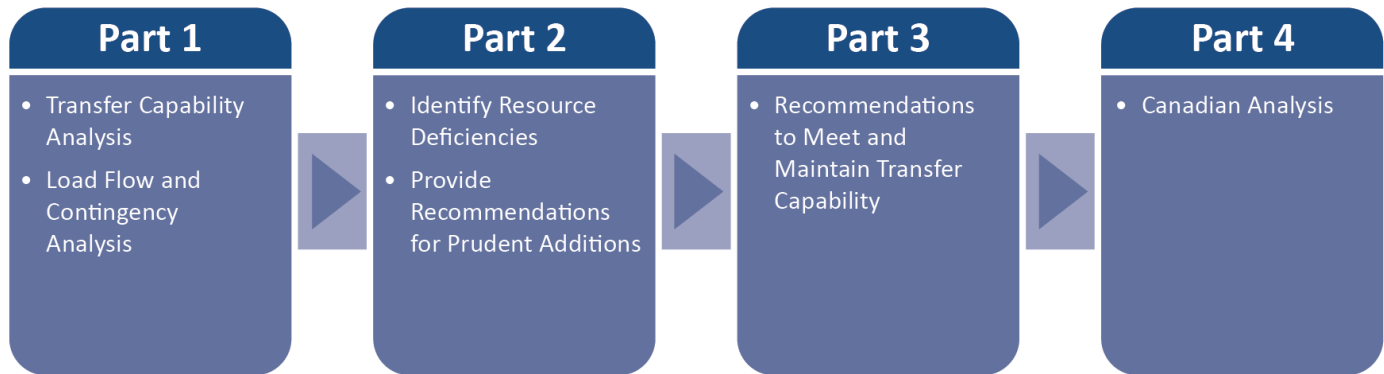 Part 1
• Transfer Capability
Analysis
• Load Flow and
Contingency
Analysis
Part 2
• Identify Resource
Deficiencies
• Provide
Recommendations
for Prudent Additions
Part 3
• Recommendations
to Meet and
Maintain Transfer
Capability
Part 4
• Canadian Analysis